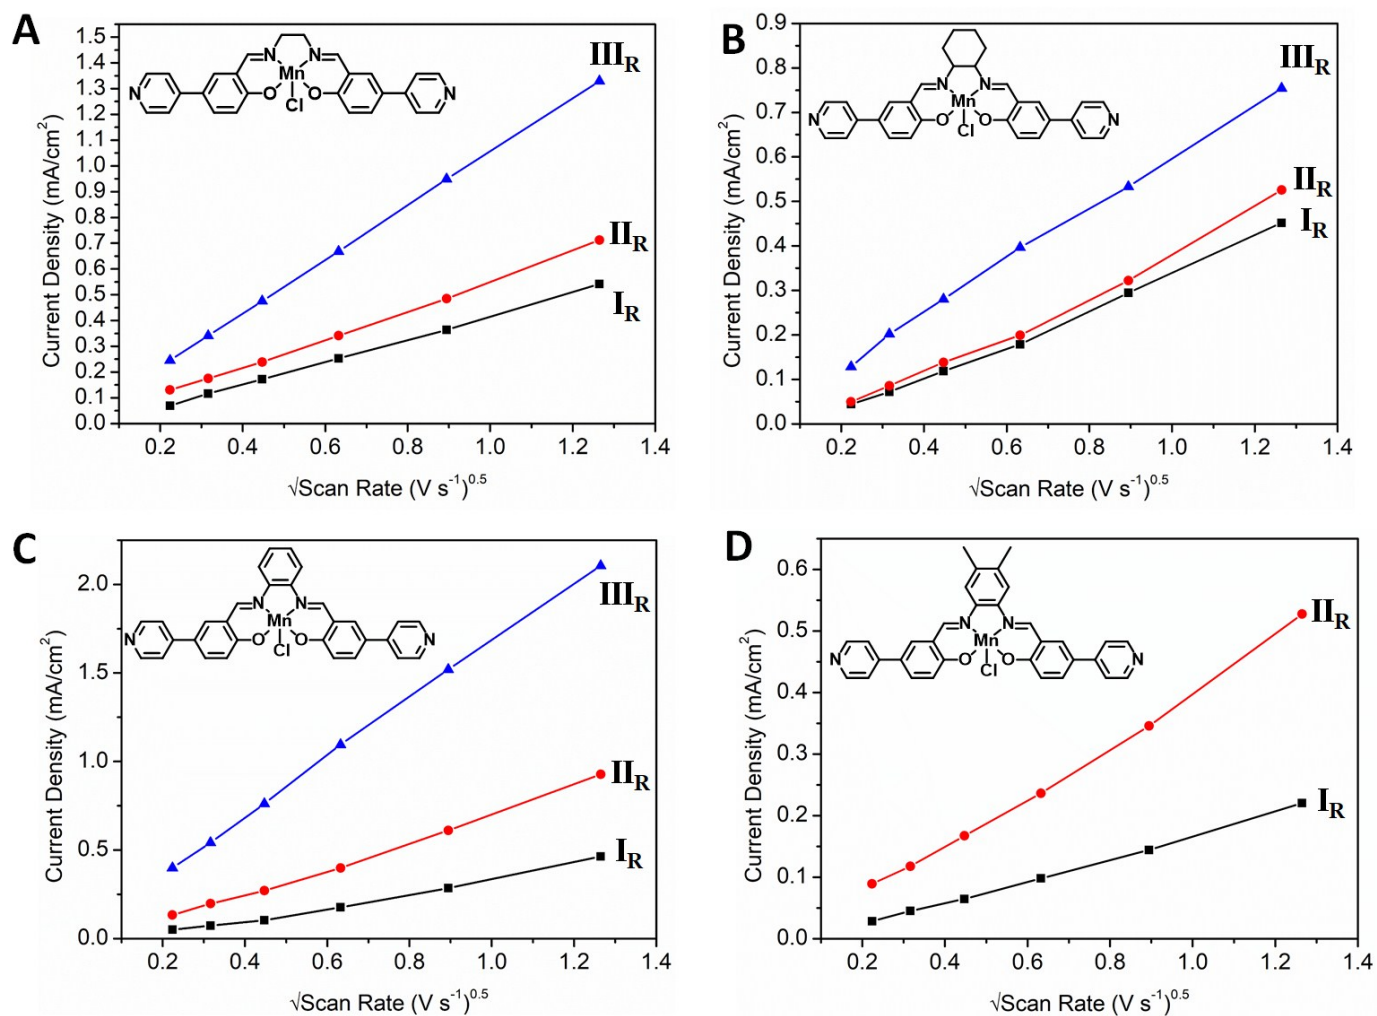 A
Current Density (mA/cm²)
1.5
1.4
1.3
1.2
1.1
1.0
0.9
0.8
0.7
0.6
0.5
0.4
0.3
0.2
0.1
0.0
0.2 0.4 0.6 0.8 1.0 1.2 1.4
√Scan Rate (V s⁻¹)⁰·⁵
N N
Mn
O O
Cl
N N
III_R
II_R
I_R
B
Current Density (mA/cm²)
0.9
0.8
0.7
0.6
0.5
0.4
0.3
0.2
0.1
0.0
0.2 0.4 0.6 0.8 1.0 1.2 1.4
√Scan Rate (V s⁻¹)⁰·⁵
N N
Mn
O O
Cl
N N
III_R
II_R
I_R
C
Current Density (mA/cm²)
2.0
1.5
1.0
0.5
0.0
0.2 0.4 0.6 0.8 1.0 1.2 1.4
√Scan Rate (V s⁻¹)⁰·⁵
N N
Mn
O O
Cl
N N
III_R
II_R
I_R
D
Current Density (mA/cm²)
0.6
0.5
0.4
0.3
0.2
0.1
0.0
0.2 0.4 0.6 0.8 1.0 1.2 1.4
√Scan Rate (V s⁻¹)⁰·⁵
N N
Mn
O O
Cl
N N
II_R
I_R